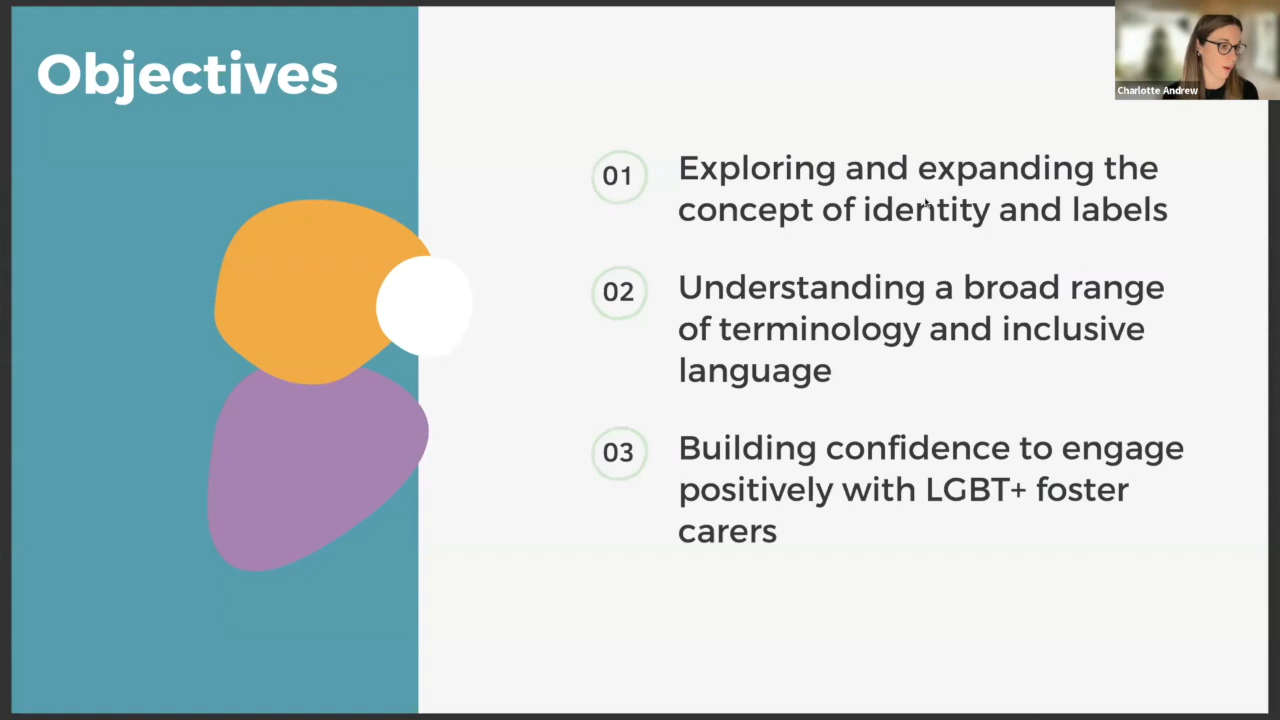 Objectives
Charlotte Andrew
01
Exploring and expanding the
concept of identity and labels
02
Understanding a broad range
of terminology and inclusive
language
03
Building confidence to engage
positively with LGBT+ foster
carers